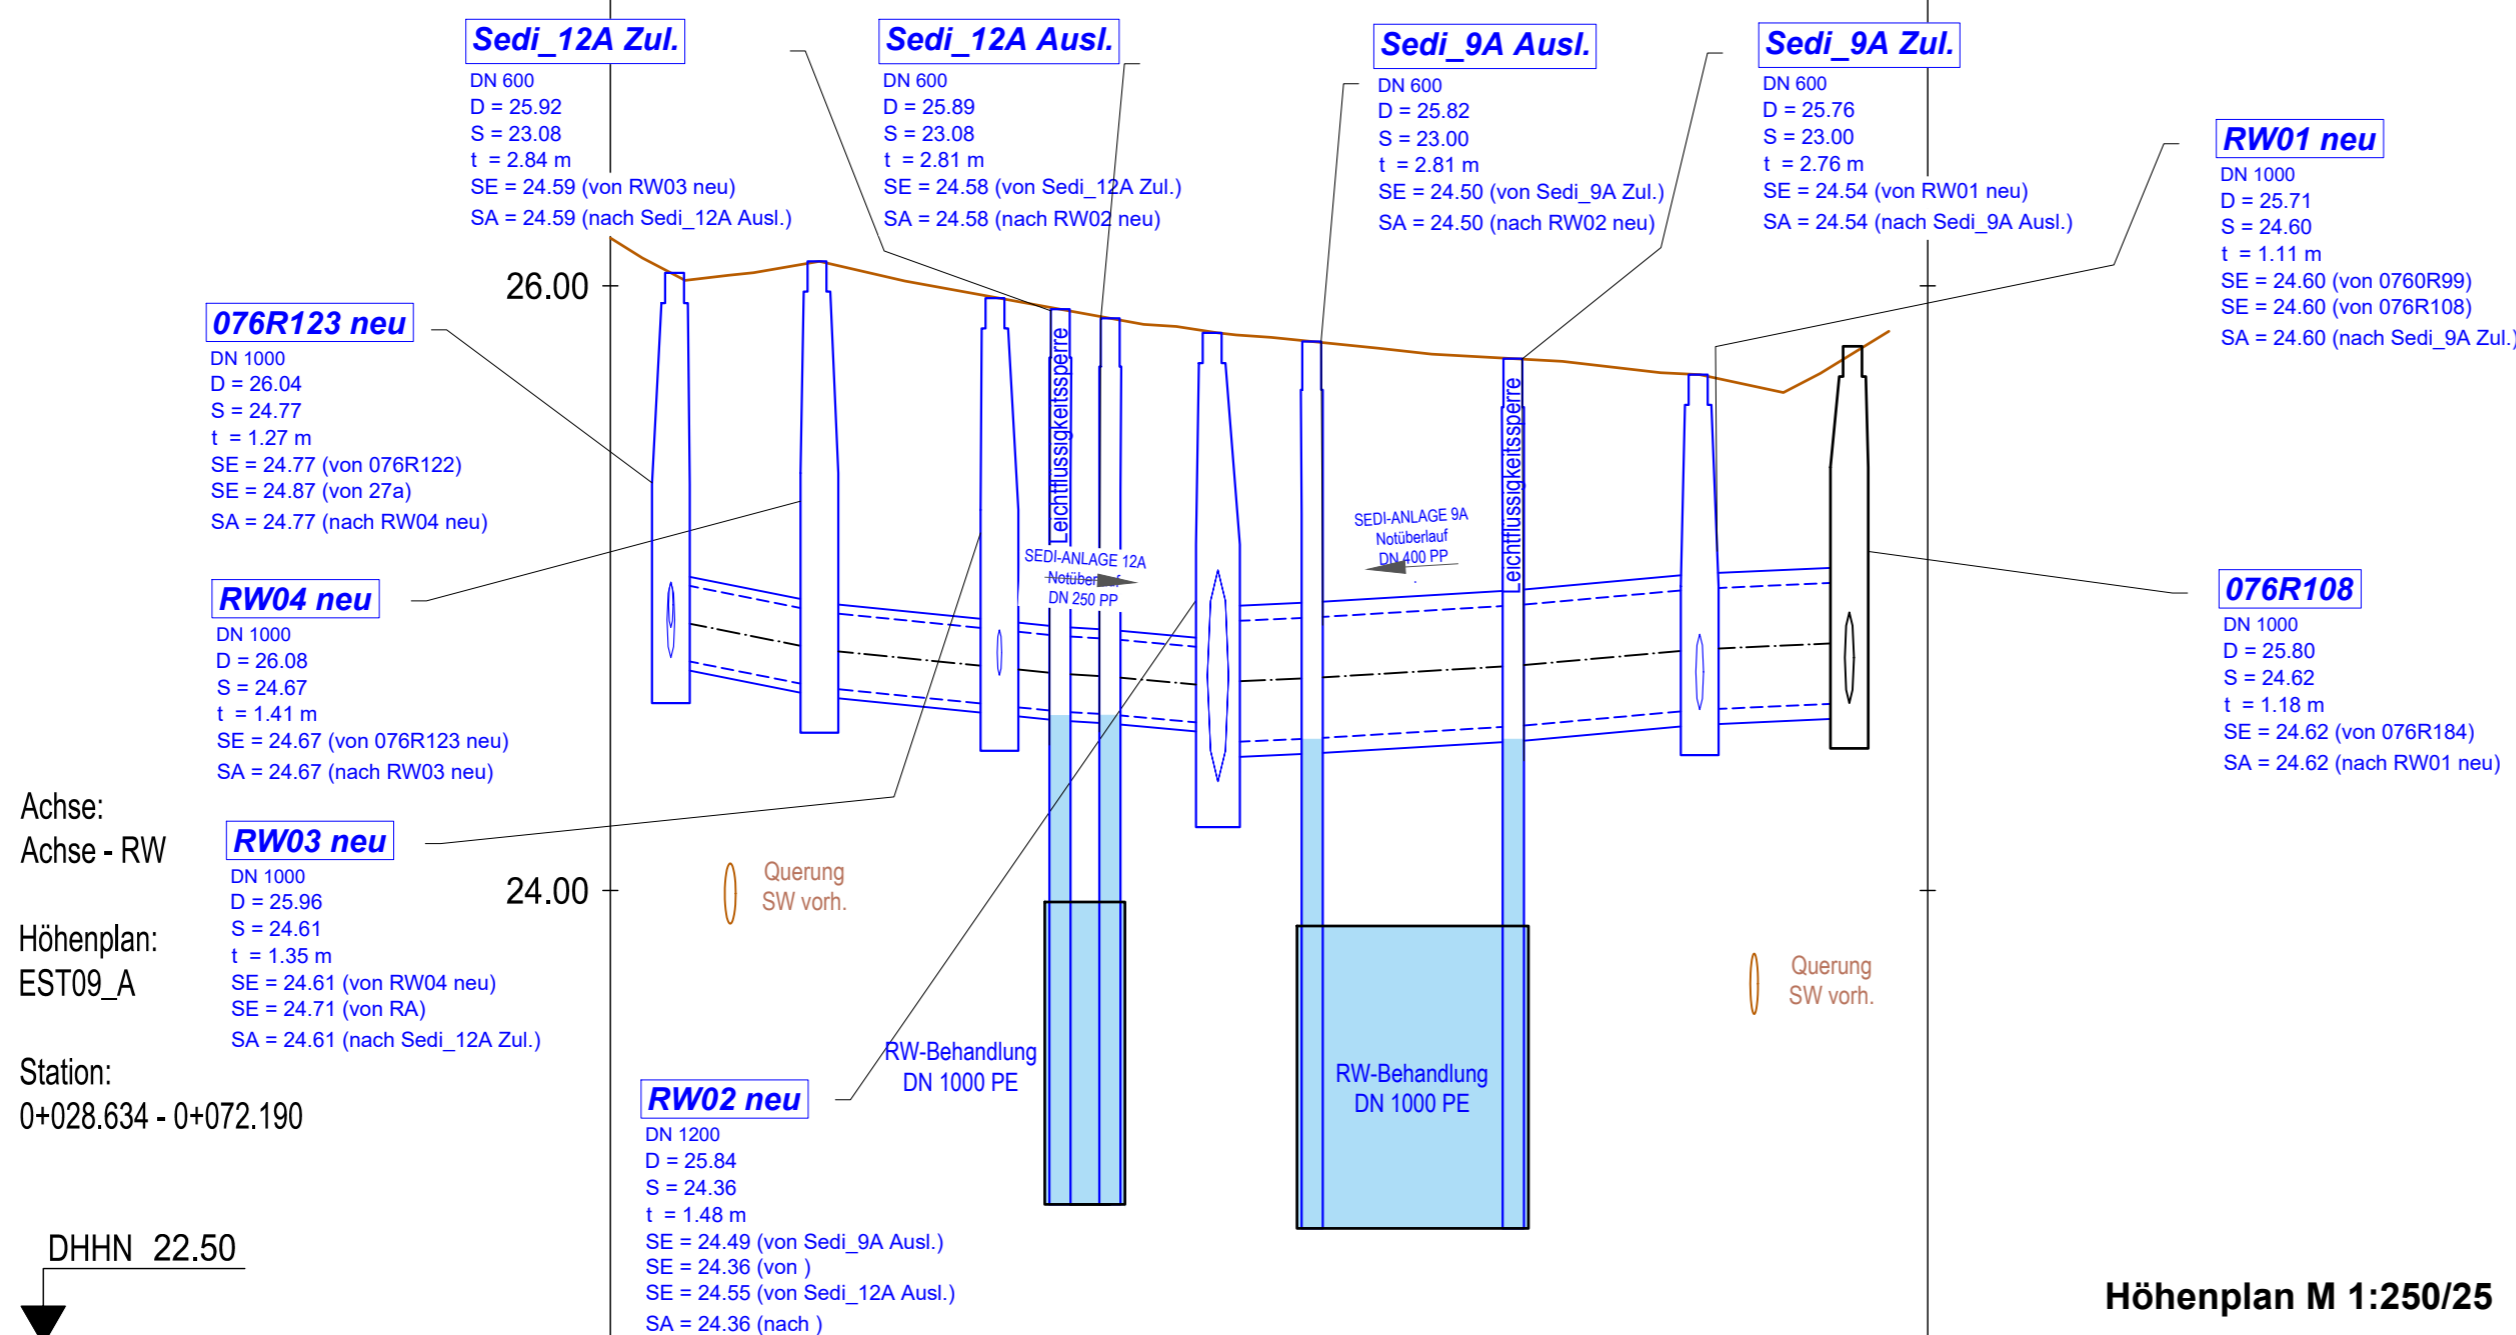 Sedi_12A Zul.
DN 600
D = 25.92
S = 23.08
t = 2.84 m
SE = 24.59 (von RW03 neu)
SA = 24.59 (nach Sedi_12A Ausl.)
Sedi_12A Ausl.
DN 600
D = 25.89
S = 23.08
t = 2.81 m
SE = 24.58 (von Sedi_12A Zul.)
SA = 24.58 (nach RW02 neu)
Sedi_9A Ausl.
DN 600
D = 25.82
S = 23.00
t = 2.81 m
SE = 24.50 (von Sedi_9A Zul.)
SA = 24.50 (nach RW02 neu)
Sedi_9A Zul.
DN 600
D = 25.76
S = 23.00
t = 2.76 m
SE = 24.54 (von RW01 neu)
SA = 24.54 (nach Sedi_9A Ausl.)
RW01 neu
DN 1000
D = 25.71
S = 24.60
t = 1.11 m
SE = 24.60 (von 0760R99)
SE = 24.60 (von 076R108)
SA = 24.60 (nach Sedi_9A Zul.)
26.00
076R123 neu
DN 1000
D = 26.04
S = 24.77
t = 1.27 m
SE = 24.77 (von 076R122)
SE = 24.87 (von 27a)
SA = 24.77 (nach RW04 neu)
Leichtflüssigkeitssperre
SEDI-ANLAGE 12A
Notüberlauf
DN 250 PP
SEDI-ANLAGE 9A
Notüberlauf
DN 400 PP
Leichtflüssigkeitssperre
RW04 neu
DN 1000
D = 26.08
S = 24.67
t = 1.41 m
SE = 24.67 (von 076R123 neu)
SA = 24.67 (nach RW03 neu)
076R108
DN 1000
D = 25.80
S = 24.62
t = 1.18 m
SE = 24.62 (von 076R184)
SA = 24.62 (nach RW01 neu)
Achse:
Achse - RW
Höhenplan:
EST09_A
Station:
0+028.634 - 0+072.190
RW03 neu
DN 1000
D = 25.96
S = 24.61
t = 1.35 m
SE = 24.61 (von RW04 neu)
SE = 24.71 (von RA)
SA = 24.61 (nach Sedi_12A Zul.)
24.00
Querung
SW vorh.
Querung
SW vorh.
RW-Behandlung
DN 1000 PE
RW-Behandlung
DN 1000 PE
RW02 neu
DN 1200
D = 25.84
S = 24.36
t = 1.48 m
SE = 24.49 (von Sedi_9A Ausl.)
SE = 24.36 (von )
SE = 24.55 (von Sedi_12A Ausl.)
SA = 24.36 (nach )
DHHN 22.50
Höhenplan M 1:250/25